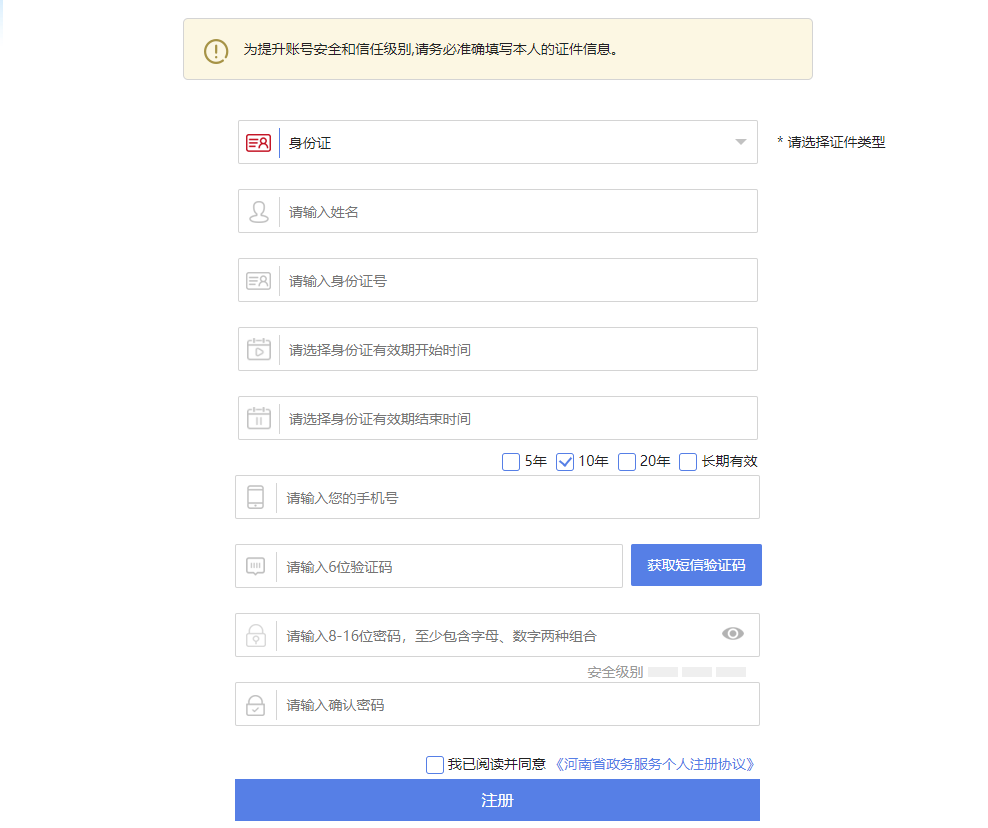 为提升账号安全和信任级别,请务必准确填写本人的证件信息。
身份证
* 请选择证件类型
请输入姓名
请输入身份证号
请选择身份证有效期开始时间
请选择身份证有效期结束时间
5年 10年 20年 长期有效
请输入您的手机号
请输入6位验证码
获取短信验证码
请输入8-16位密码，至少包含字母、数字两种组合
安全级别
请输入确认密码
我已阅读并同意 《河南省政务服务个人注册协议》
注册